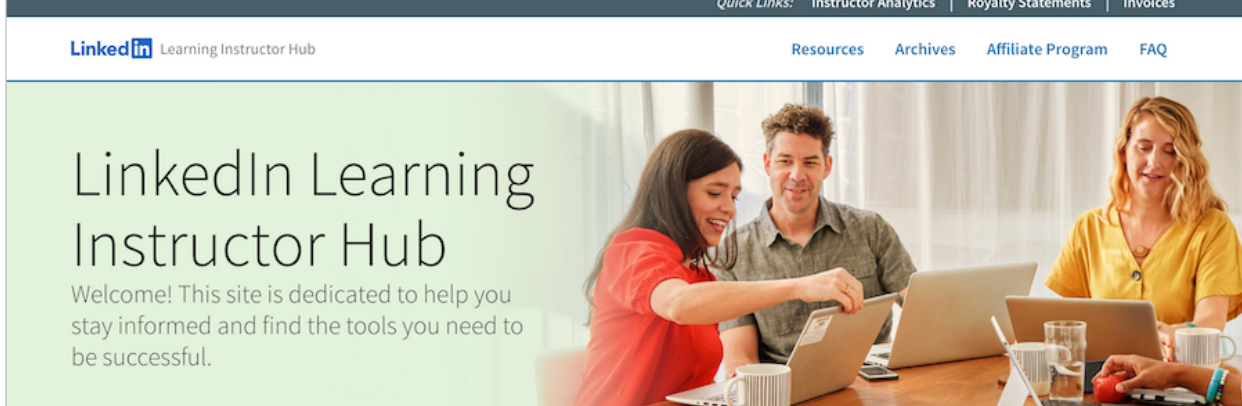 Quick Links: Instructor Analytics | Royalty Statements | Invoices
Linked in Learning Instructor Hub
Resources Archives Affiliate Program FAQ
LinkedIn Learning
Instructor Hub
Welcome! This site is dedicated to help you
stay informed and find the tools you need to
be successful.